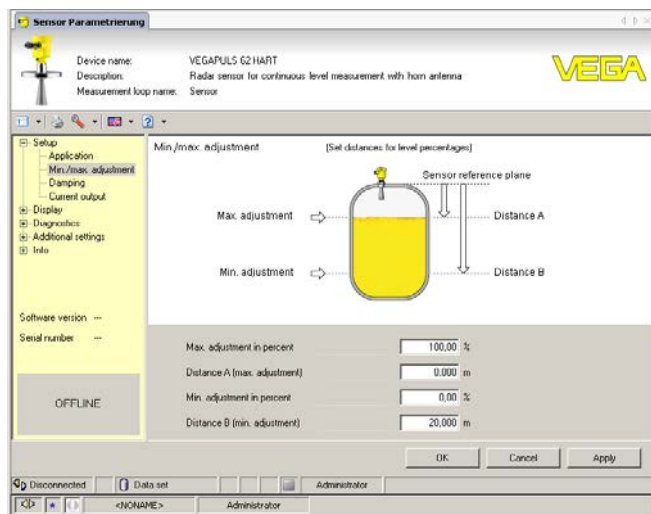 Sensor Parametrierung
Device name: VEGAPULS 62 HART
Description: Radar sensor for continuous level measurement with horn antenna
Measurement loop name: Sensor
VEGA
Setup
Application
Min./max. adjustment
Damping
Current output
Display
Diagnostics
Additional settings
Info
Software version ---
Serial number ---
OFFLINE
Min./max. adjustment (Set distances for level percentages)
Sensor reference plane
Max. adjustment
Distance A
Min. adjustment
Distance B
Max. adjustment in percent 100,00 %
Distance A (max. adjustment) 0.000 m
Min. adjustment in percent 0,00 %
Distance B (min. adjustment) 20,000 m
OK Cancel Apply
Disconnected Data set Administrator
<NONAME> Administrator